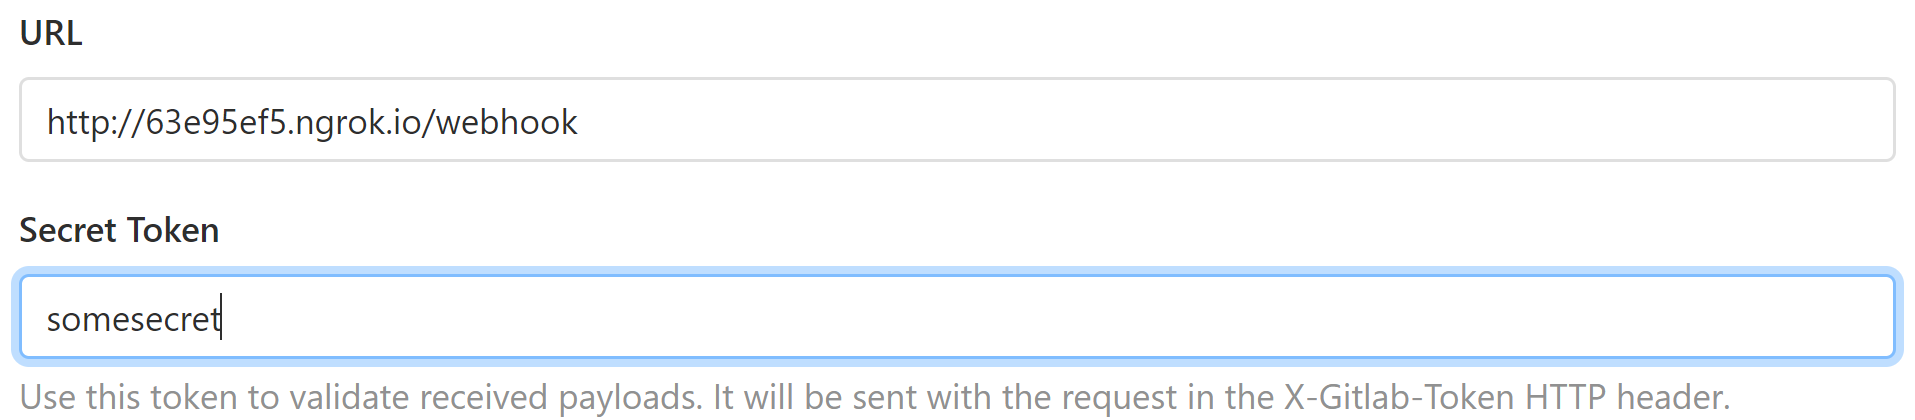 URL
http://63e95ef5.ngrok.io/webhook
Secret Token
somesecret
Use this token to validate received payloads. It will be sent with the request in the X-Gitlab-Token HTTP header.